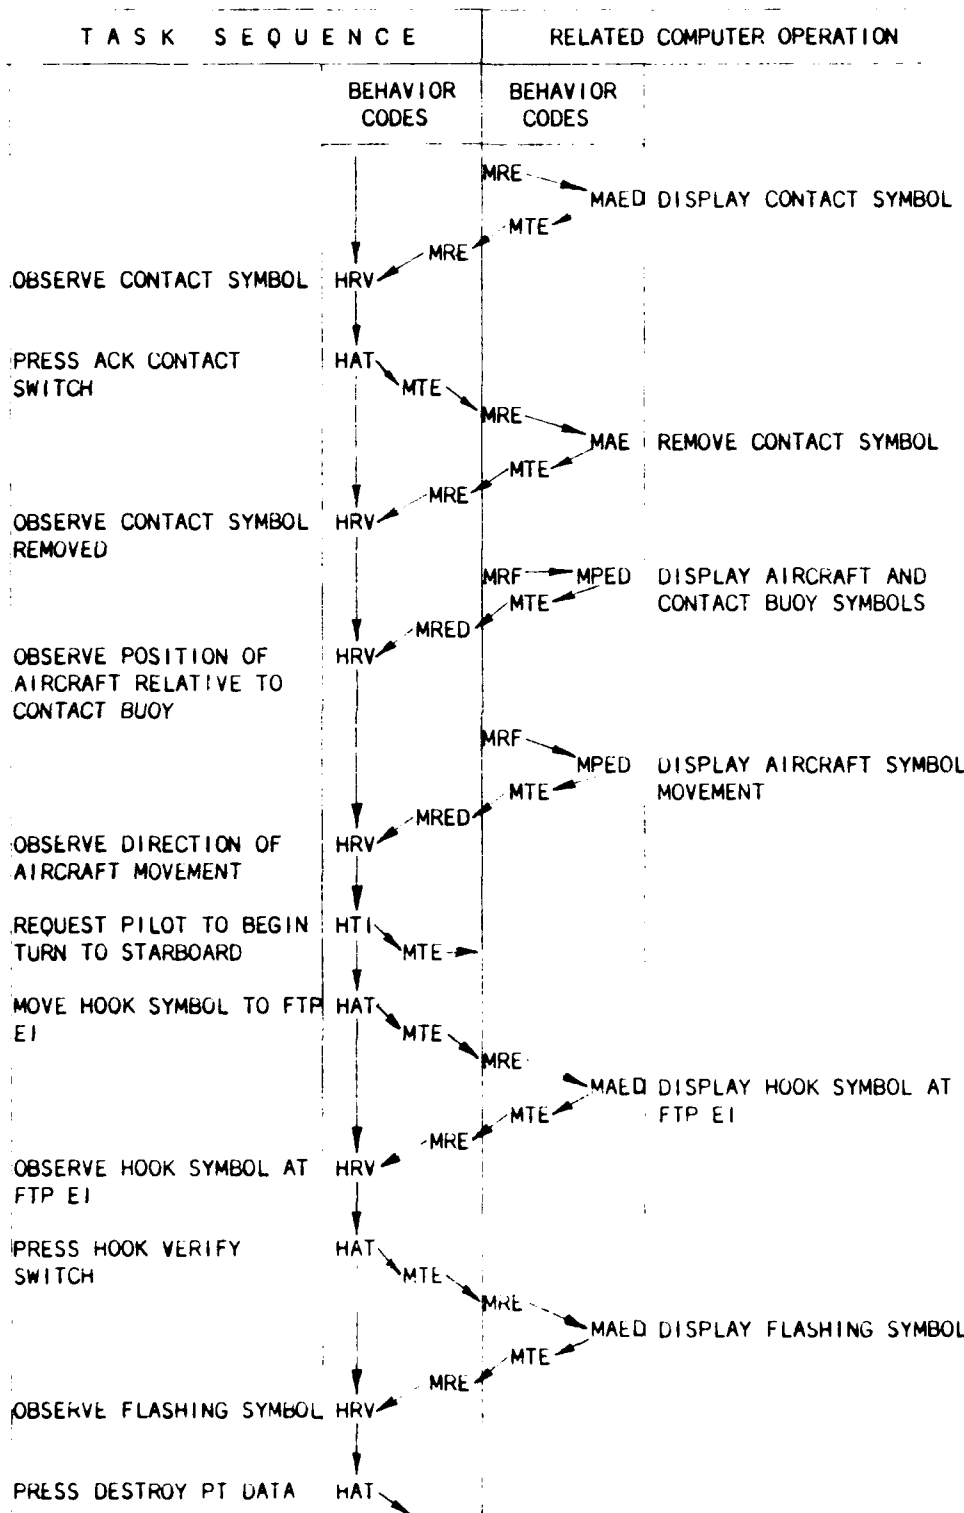 TASK SEQUENCE RELATED COMPUTER OPERATION
BEHAVIOR BEHAVIOR
CODES CODES
MRE
MAED DISPLAY CONTACT SYMBOL
MTE
MRE
OBSERVE CONTACT SYMBOL HRV
PRESS ACK CONTACT HAT
SWITCH MTE
MRE
MAE REMOVE CONTACT SYMBOL
MTE
MRE
OBSERVE CONTACT SYMBOL HRV
REMOVED
MRF MPED DISPLAY AIRCRAFT AND
MTE CONTACT BUOY SYMBOLS
MRED
OBSERVE POSITION OF HRV
AIRCRAFT RELATIVE TO
CONTACT BUOY
MRF
MPED DISPLAY AIRCRAFT SYMBOL
MTE MOVEMENT
MRED
OBSERVE DIRECTION OF HRV
AIRCRAFT MOVEMENT
REQUEST PILOT TO BEGIN HTI
TURN TO STARBOARD MTE
MOVE HOOK SYMBOL TO FTP HAT
EI MTE
MRE
MAED DISPLAY HOOK SYMBOL AT
MTE FTP EI
MRE
OBSERVE HOOK SYMBOL AT HRV
FTP EI
PRESS HOOK VERIFY HAT
SWITCH MTE
MRE
MAED DISPLAY FLASHING SYMBOL
MTE
MRE
OBSERVE FLASHING SYMBOL HRV
PRESS DESTROY PT DATA HAT